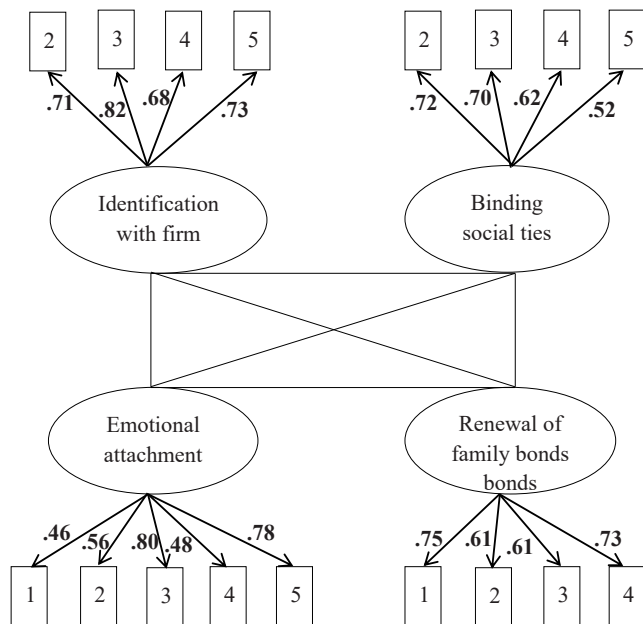 2 3 4 5
2 3 4 5
.71 .82 .68 .73
.72 .70 .62 .52
Identification
with firm
Binding
social ties
Emotional
attachment
Renewal of
family bonds
bonds
.46 .56 .80 .48 .78
.75 .61 .61 .73
1 2 3 4 5
1 2 3 4